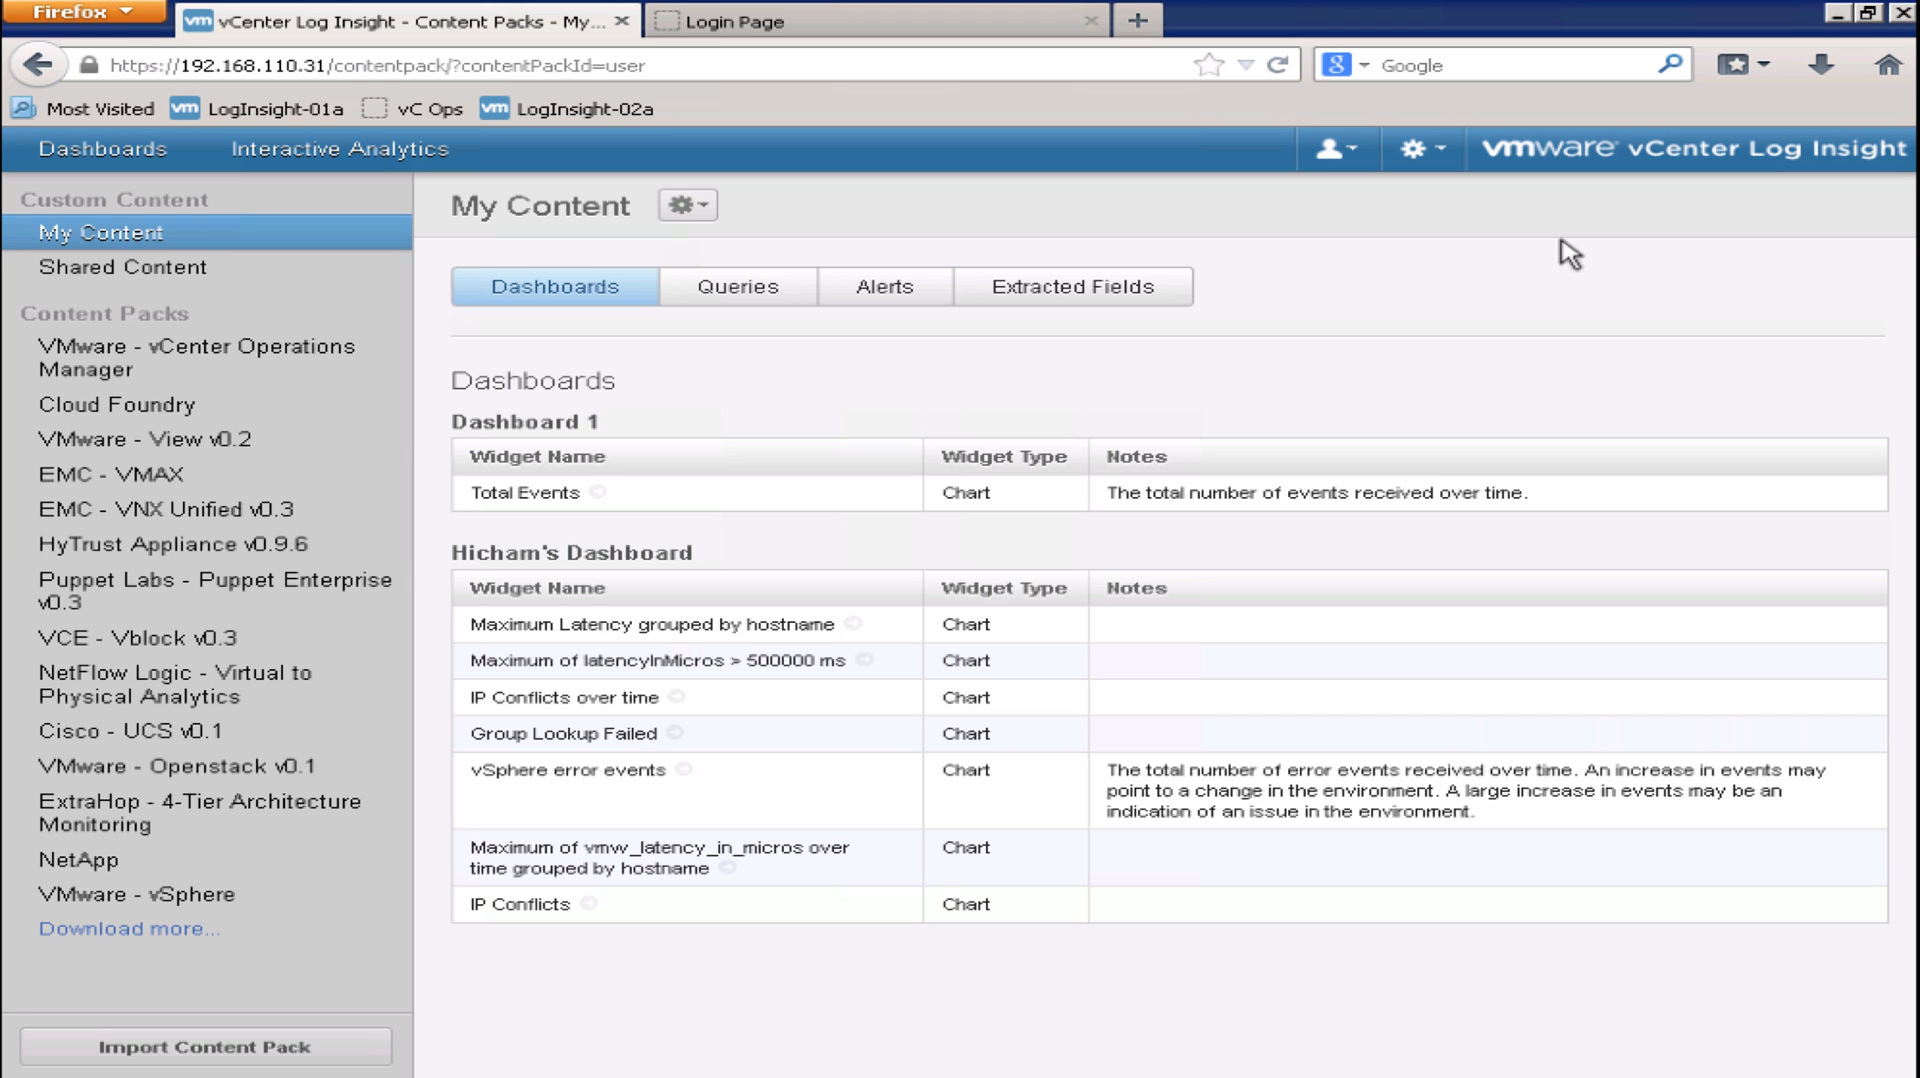 Firefox
vm vCenter Log Insight - Content Packs - My...
Login Page
https://192.168.110.31/contentpack/?contentPackId=user
8 Google
Most Visited
vm LogInsight-01a
vC Ops
vm LogInsight-02a
Dashboards
Interactive Analytics
vmware vCenter Log Insight
Custom Content
My Content
Shared Content
Content Packs
VMware - vCenter Operations
Manager
Cloud Foundry
VMware - View v0.2
EMC - VMAX
EMC - VNX Unified v0.3
HyTrust Appliance v0.9.6
Puppet Labs - Puppet Enterprise
v0.3
VCE - Vblock v0.3
NetFlow Logic - Virtual to
Physical Analytics
Cisco - UCS v0.1
VMware - Openstack v0.1
ExtraHop - 4-Tier Architecture
Monitoring
NetApp
VMware - vSphere
Download more...
Import Content Pack
My Content
Dashboards
Queries
Alerts
Extracted Fields
Dashboards
Dashboard 1
Widget Name Widget Type Notes
Total Events Chart The total number of events received over time.
Hicham's Dashboard
Widget Name Widget Type Notes
Maximum Latency grouped by hostname Chart
Maximum of latencyInMicros > 500000 ms Chart
IP Conflicts over time Chart
Group Lookup Failed Chart
vSphere error events Chart The total number of error events received over time. An increase in events may
point to a change in the environment. A large increase in events may be an
indication of an issue in the environment.
Maximum of vmw_latency_in_micros over Chart
time grouped by hostname
IP Conflicts Chart